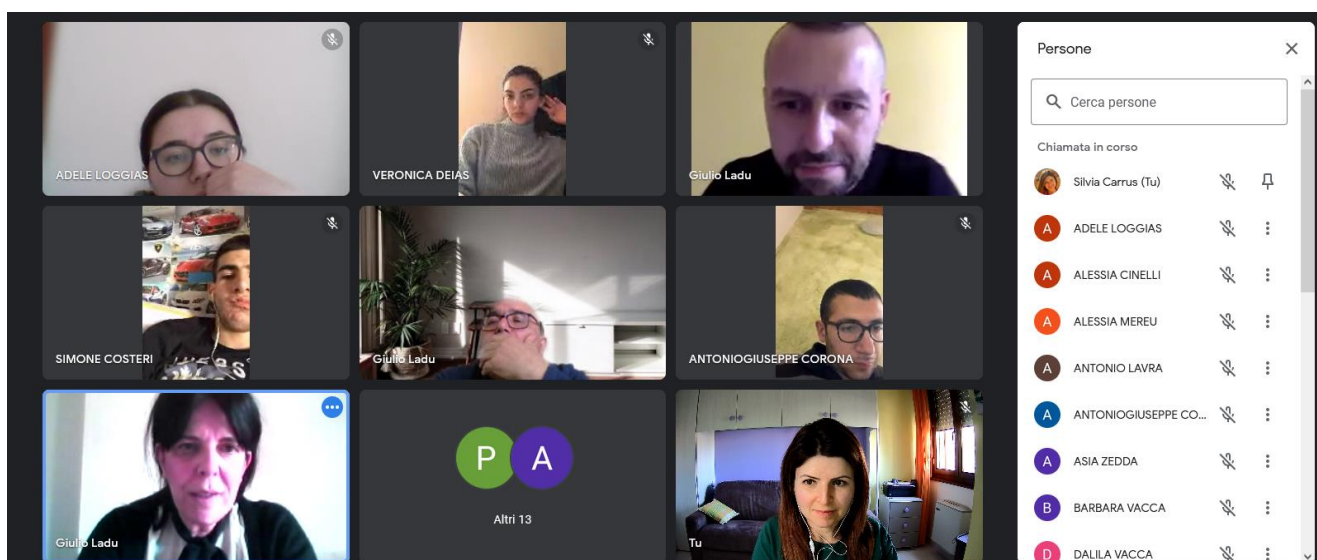 ADELE LOGGIAS
VERONICA DEIAS
Giulio Ladu
SIMONE COSTERI
Giulio Ladu
ANTONIOGIUSEPPE CORONA
Giulio Ladu
P A
Altri 13
Tu
Persone
Cerca persone
Chiamata in corso
Silvia Carrus (Tu)
A ADELE LOGGIAS
A ALESSIA CINELLI
A ALESSIA MEREU
A ANTONIO LAVRA
A ANTONIOGIUSEPPE CO...
A ASIA ZEDDA
B BARBARA VACCA
D DALILA VACCA